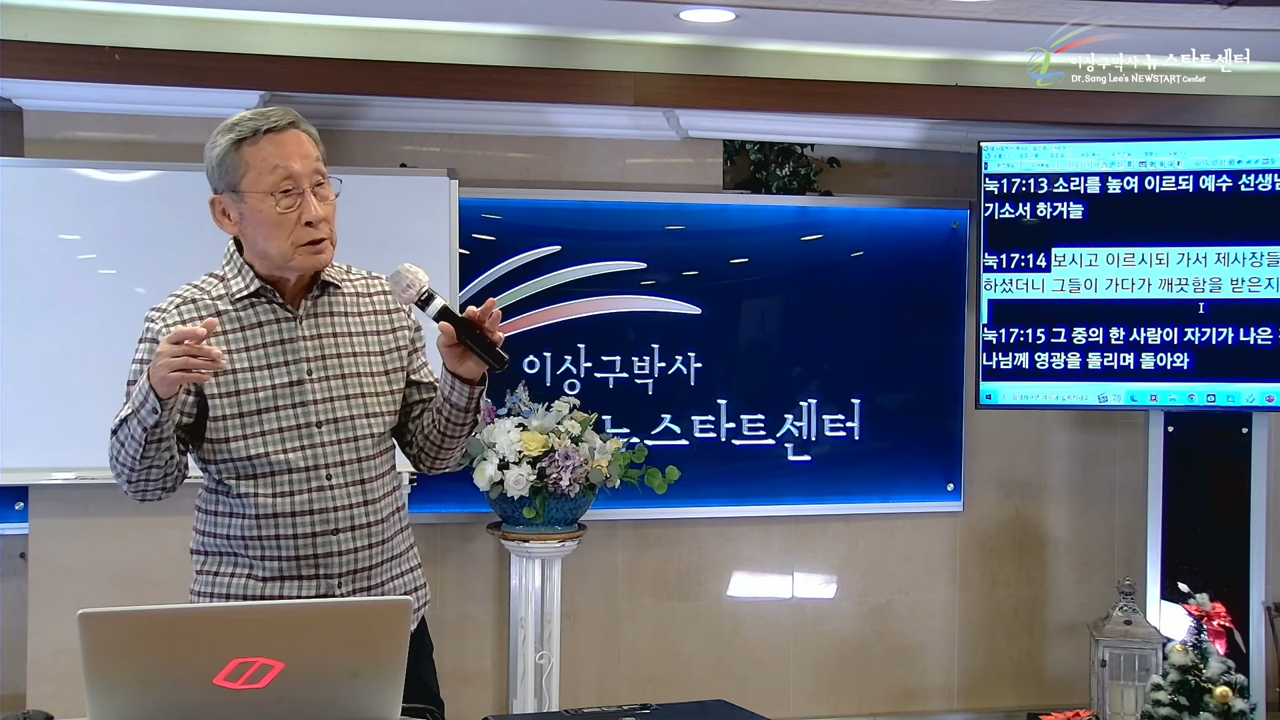 이상구박사 뉴스타트센터
Dr. Sang Lee's NEWSTART Center
눅17:13 소리를 높여 이르되 예수 선생님
기소서 하거늘
눅17:14 보시고 이르시되 가서 제사장들
하셨더니 그들이 가다가 깨끗함을 받은지
눅17:15 그 중의 한 사람이 자기가 나은
나님께 영광을 돌리며 돌아와
이상구박사
뉴스타트센터